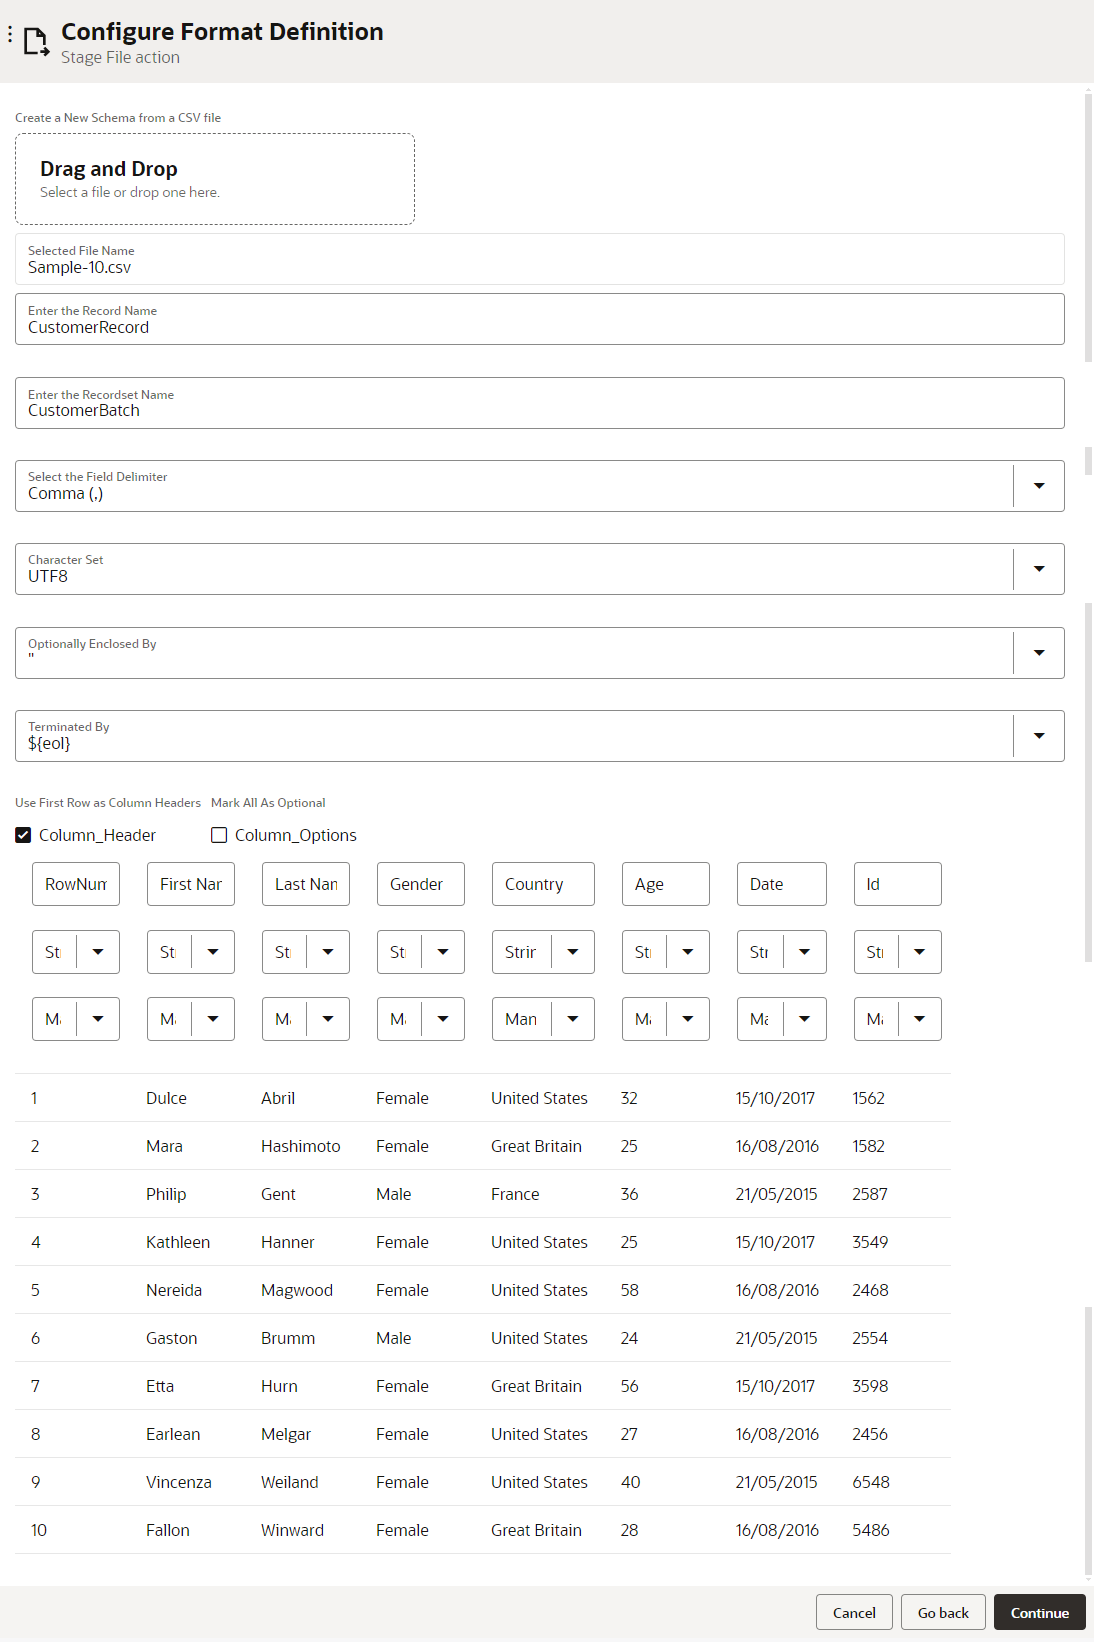 Configure Format Definition
Stage File action
Create a New Schema from a CSV file
Drag and Drop
Select a file or drop one here.
Selected File Name
Sample-10.csv
Enter the Record Name
CustomerRecord
Enter the Recordset Name
CustomerBatch
Select the Field Delimiter
Comma (,)
Character Set
UTF8
Optionally Enclosed By
"
Terminated By
${eol}
Use First Row as Column Headers Mark All As Optional
Column_Header Column_Options
RowNum First Nar Last Nan Gender Country Age Date Id
Str Str Str Str Strir Str Str Str
Ma Ma Ma Ma Man Ma Ma Ma
1 Dulce Abril Female United States 32 15/10/2017 1562
2 Mara Hashimoto Female Great Britain 25 16/08/2016 1582
3 Philip Gent Male France 36 21/05/2015 2587
4 Kathleen Hanner Female United States 25 15/10/2017 3549
5 Nereida Magwood Female United States 58 16/08/2016 2468
6 Gaston Brumm Male United States 24 21/05/2015 2554
7 Etta Hurn Female Great Britain 56 15/10/2017 3598
8 Earlean Melgar Female United States 27 16/08/2016 2456
9 Vincenza Weiland Female United States 40 21/05/2015 6548
10 Fallon Winward Female Great Britain 28 16/08/2016 5486
Cancel Go back Continue